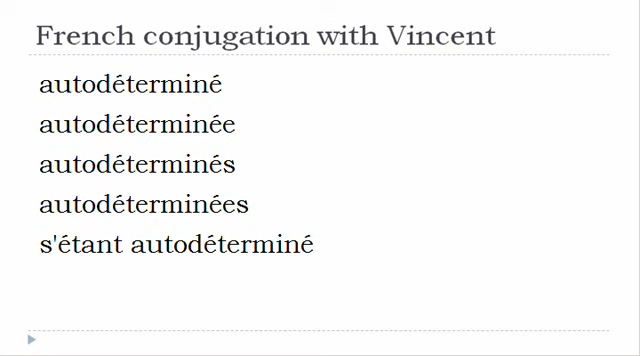 French conjugation with Vincent
autodéterminé
autodéterminée
autodéterminés
autodéterminées
s'étant autodéterminé